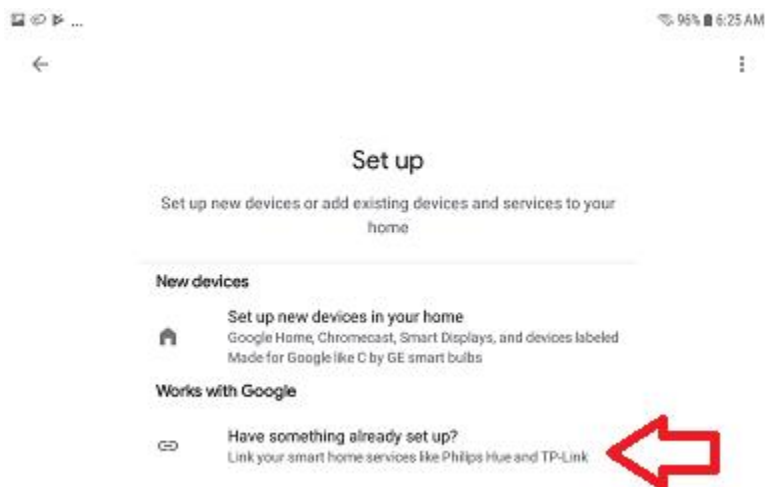 ... 96% 6:25 AM
Set up
Set up new devices or add existing devices and services to your
home
New devices
Set up new devices in your home
Google Home, Chromecast, Smart Displays, and devices labeled
Made for Google like C by GE smart bulbs
Works with Google
Have something already set up?
Link your smart home services like Philips Hue and TP-Link